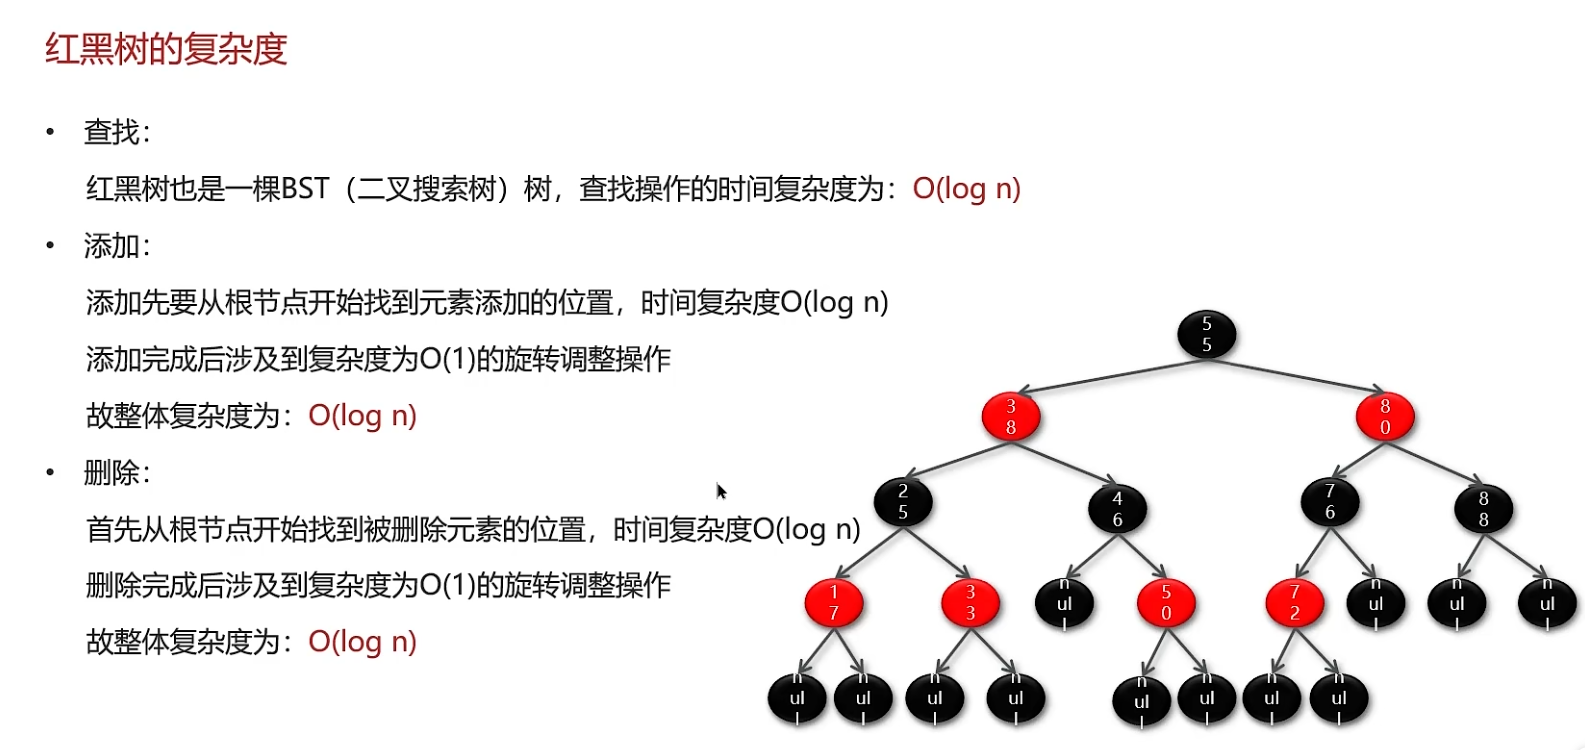 红黑树的复杂度
• 查找：
红黑树也是一棵BST（二叉搜索树）树，查找操作的时间复杂度为：O(log n)
• 添加：
添加先要从根节点开始找到元素添加的位置，时间复杂度O(log n)
添加完成后涉及到复杂度为O(1)的旋转调整操作
故整体复杂度为：O(log n)
• 删除：
首先从根节点开始找到被删除元素的位置，时间复杂度O(log n)
删除完成后涉及到复杂度为O(1)的旋转调整操作
故整体复杂度为：O(log n)
55
38 80
25 46 76 88
17 33 null 50 72 null null null
null null null null null null null null